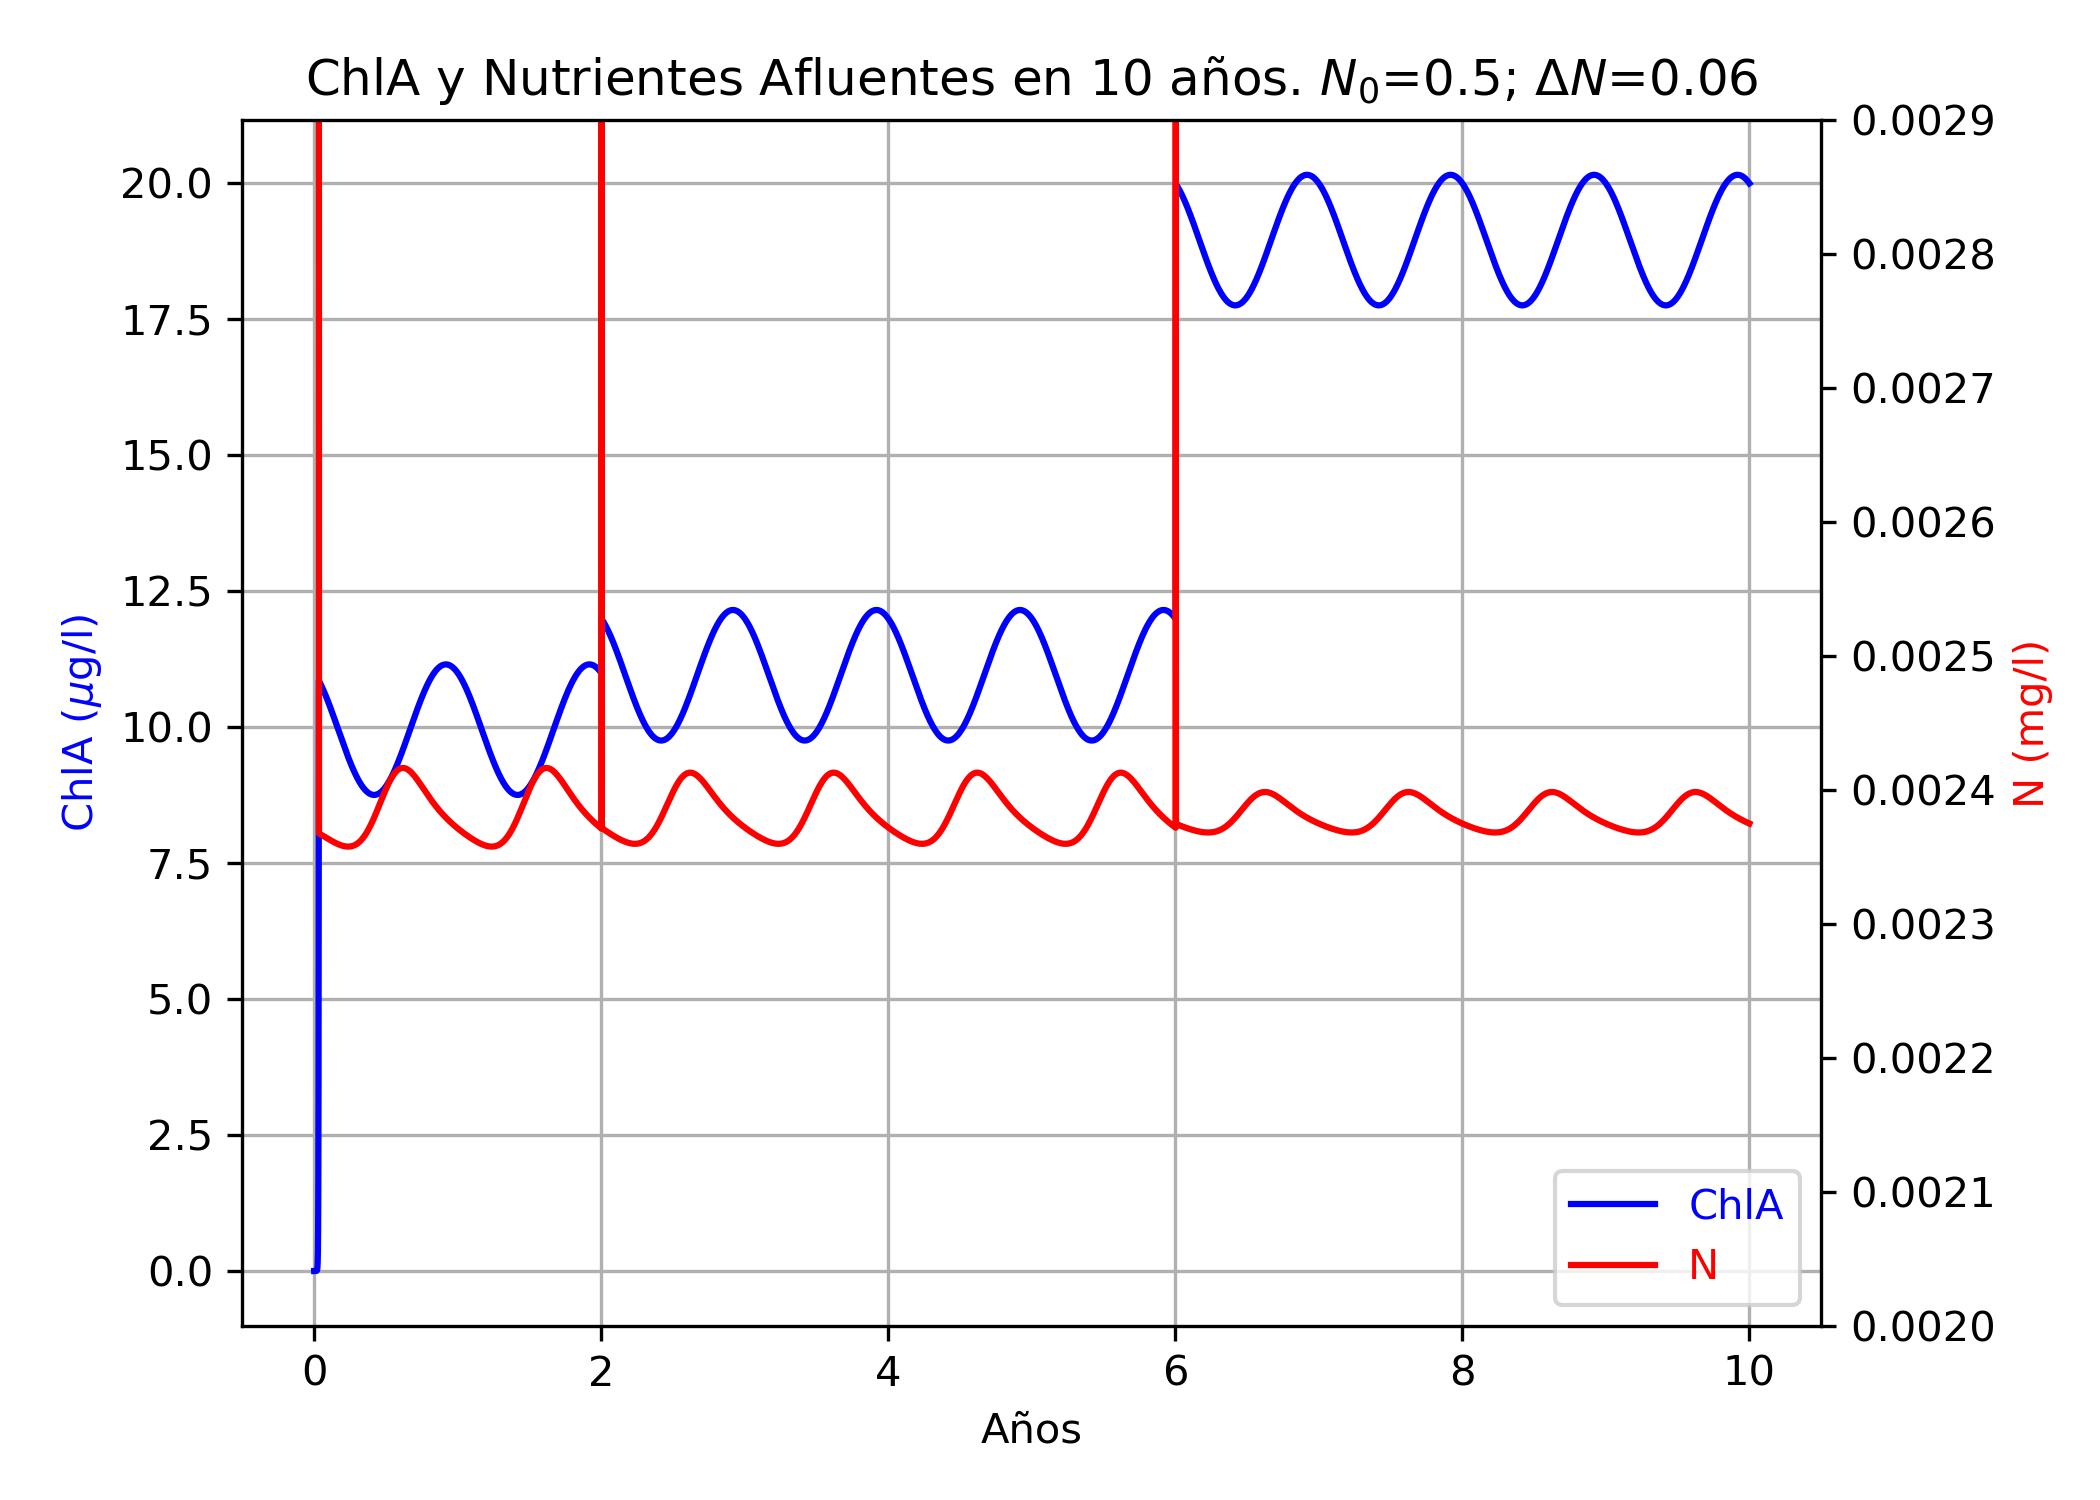 ChlA y Nutrientes Afluentes en 10 años. N₀=0.5; ΔN=0.06
20.0
17.5
15.0
12.5
10.0
7.5
5.0
2.5
0.0
ChlA (μg/l)
0.0029
0.0028
0.0027
0.0026
0.0025
0.0024
0.0023
0.0022
0.0021
0.0020
N (mg/l)
ChlA
N
0 2 4 6 8 10
Años